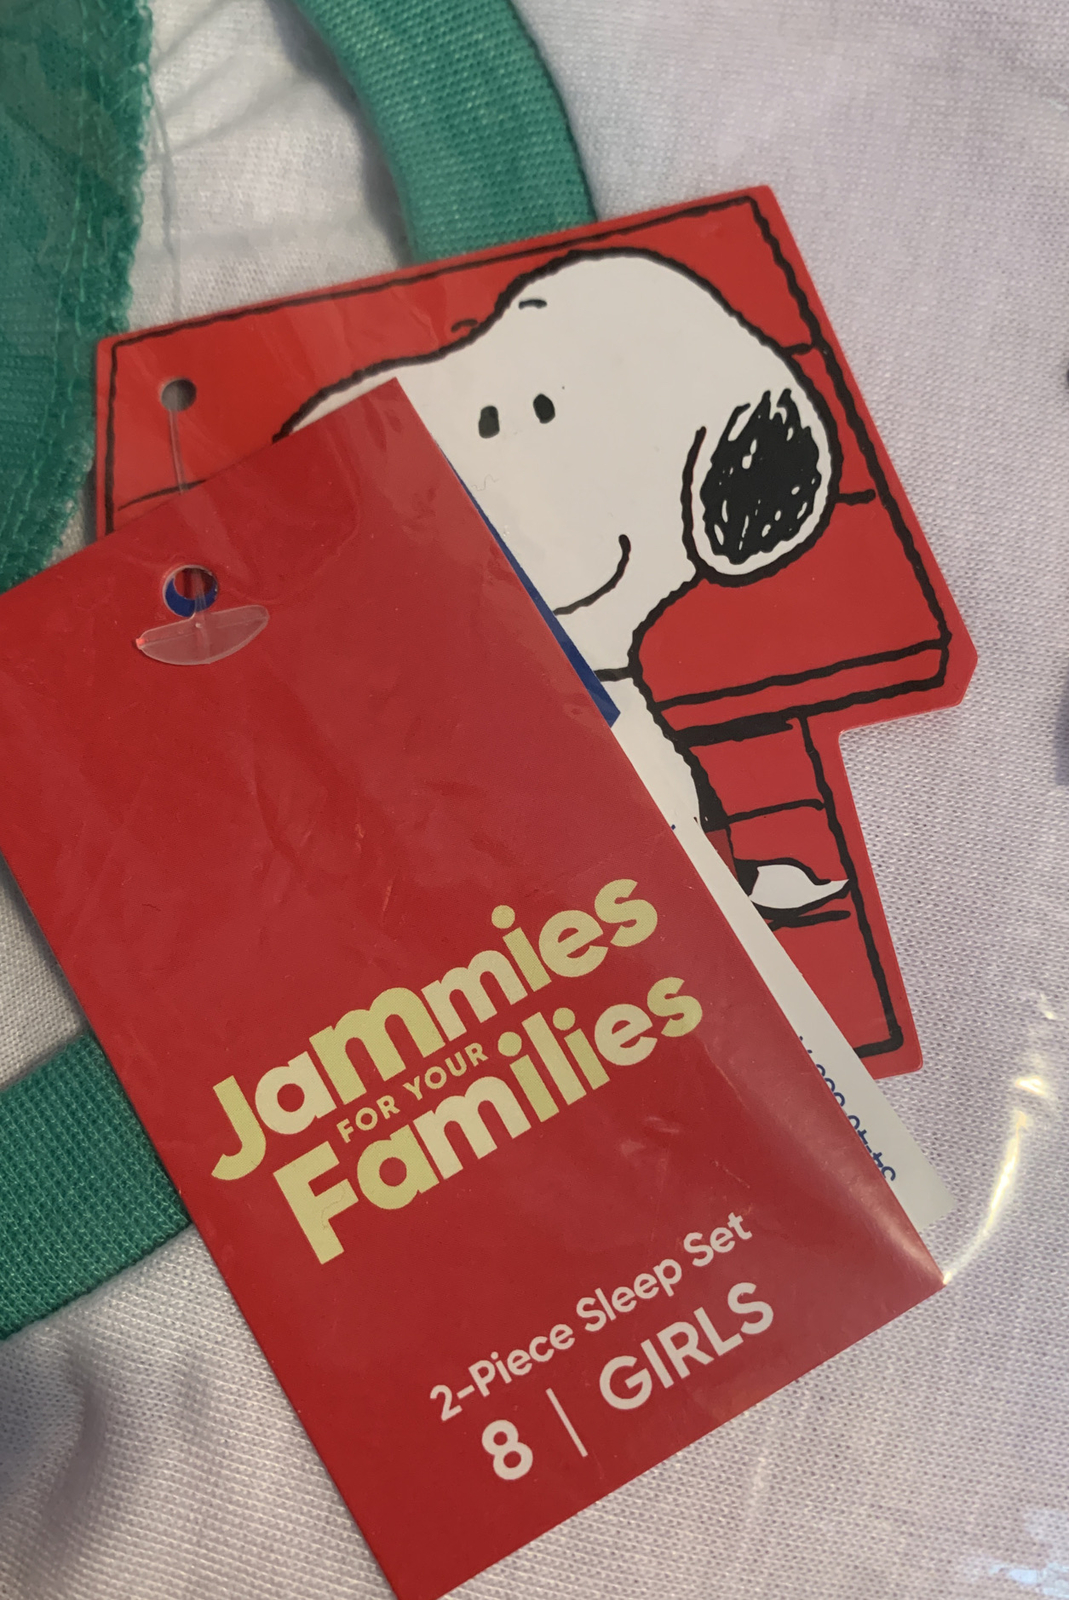 Jammies
FOR YOUR
Families
2-Piece Sleep Set
8 | GIRLS